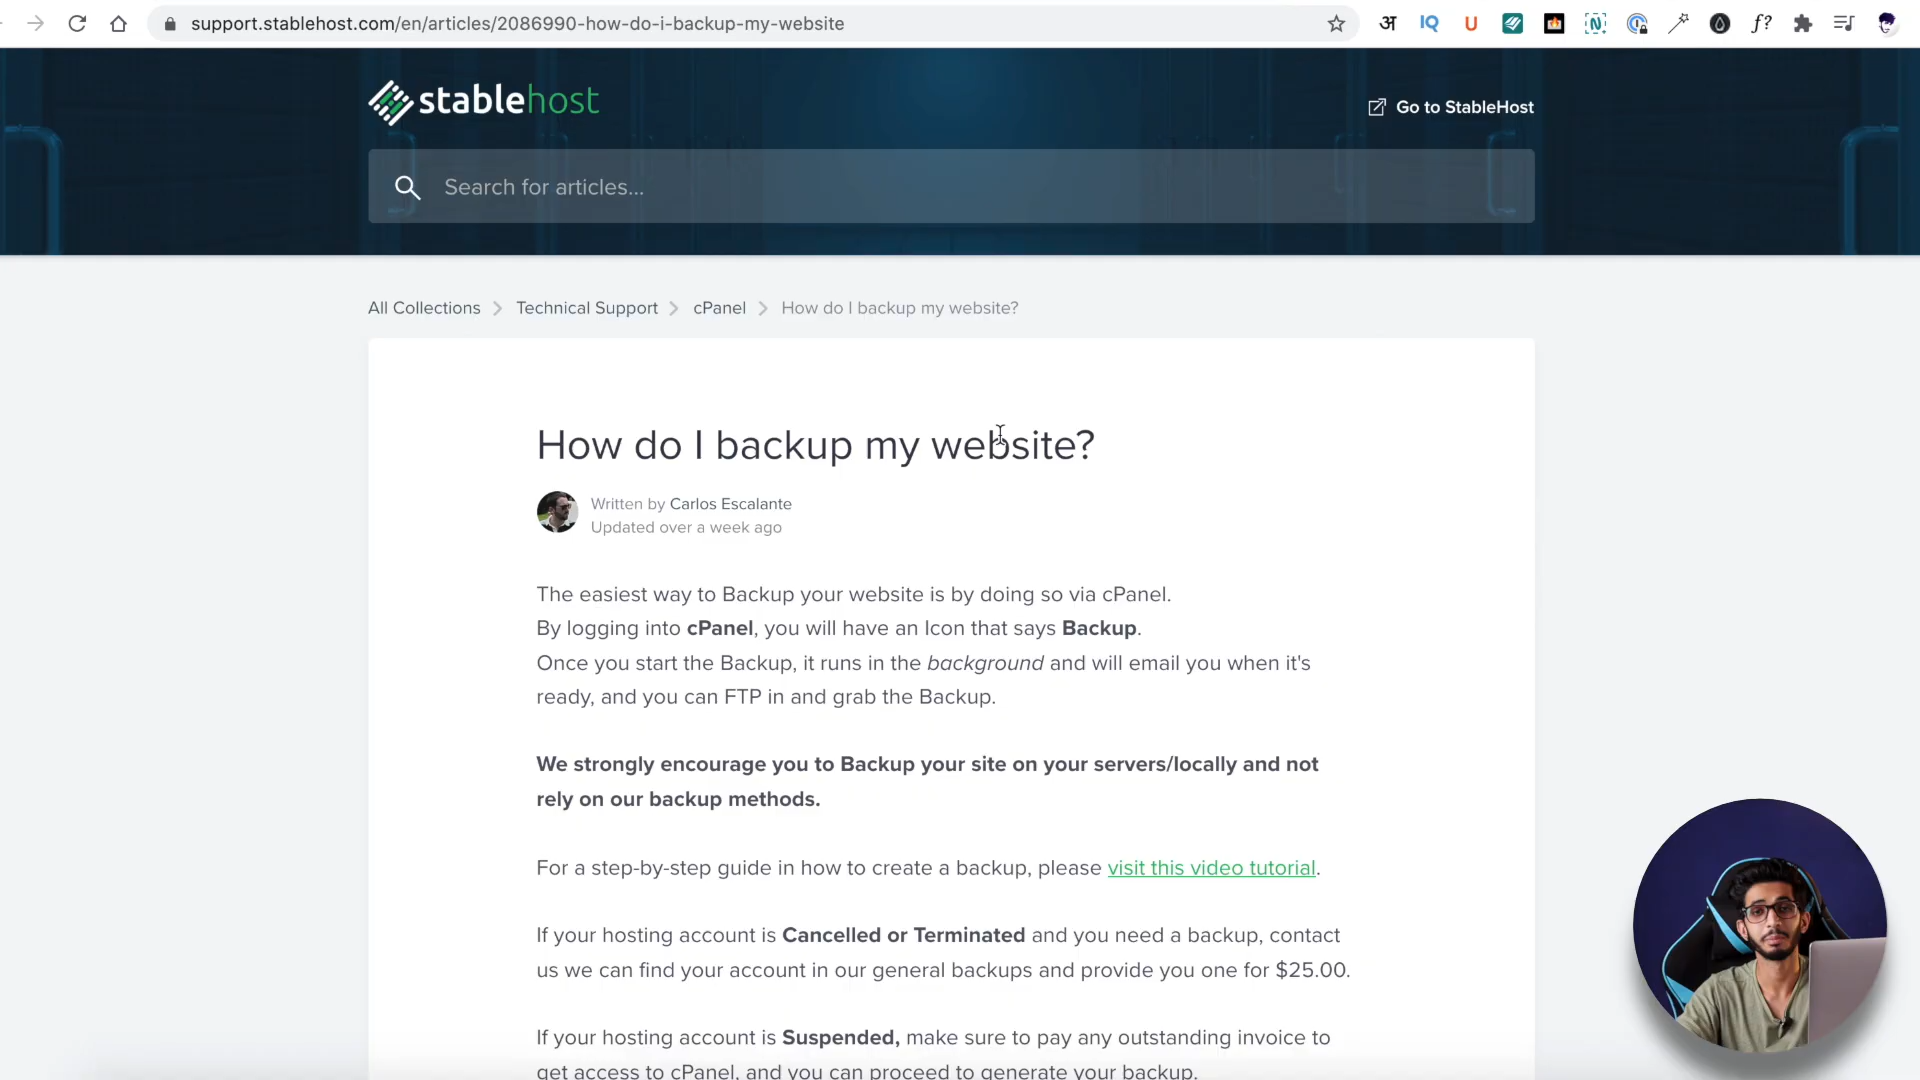 support.stablehost.com/en/articles/2086990-how-do-i-backup-my-website
अ
IQ
U
N
f?
stablehost
Go to StableHost
Search for articles...
All Collections > Technical Support > cPanel > How do I backup my website?
How do I backup my website?
Written by Carlos Escalante
Updated over a week ago
The easiest way to Backup your website is by doing so via cPanel.
By logging into cPanel, you will have an Icon that says Backup.
Once you start the Backup, it runs in the background and will email you when it's
ready, and you can FTP in and grab the Backup.
We strongly encourage you to Backup your site on your servers/locally and not
rely on our backup methods.
For a step-by-step guide in how to create a backup, please visit this video tutorial.
If your hosting account is Cancelled or Terminated and you need a backup, contact
us we can find your account in our general backups and provide you one for $25.00.
If your hosting account is Suspended, make sure to pay any outstanding invoice to
get access to cPanel, and you can proceed to generate your backup.